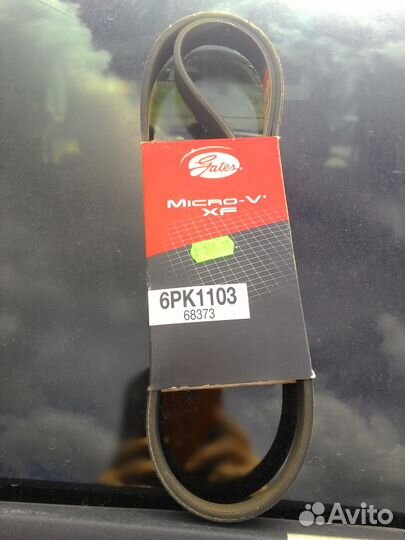 Gates
MICRO-V®
XF
6PK1103
68373
Avito